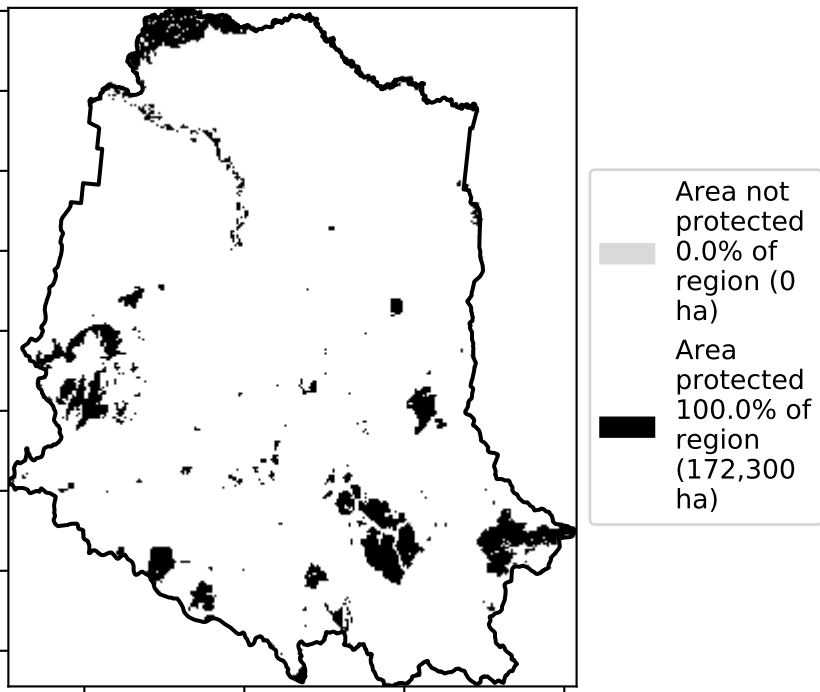 Area not
protected
0.0% of
region (0
ha)
Area
protected
100.0% of
region
(172,300
ha)